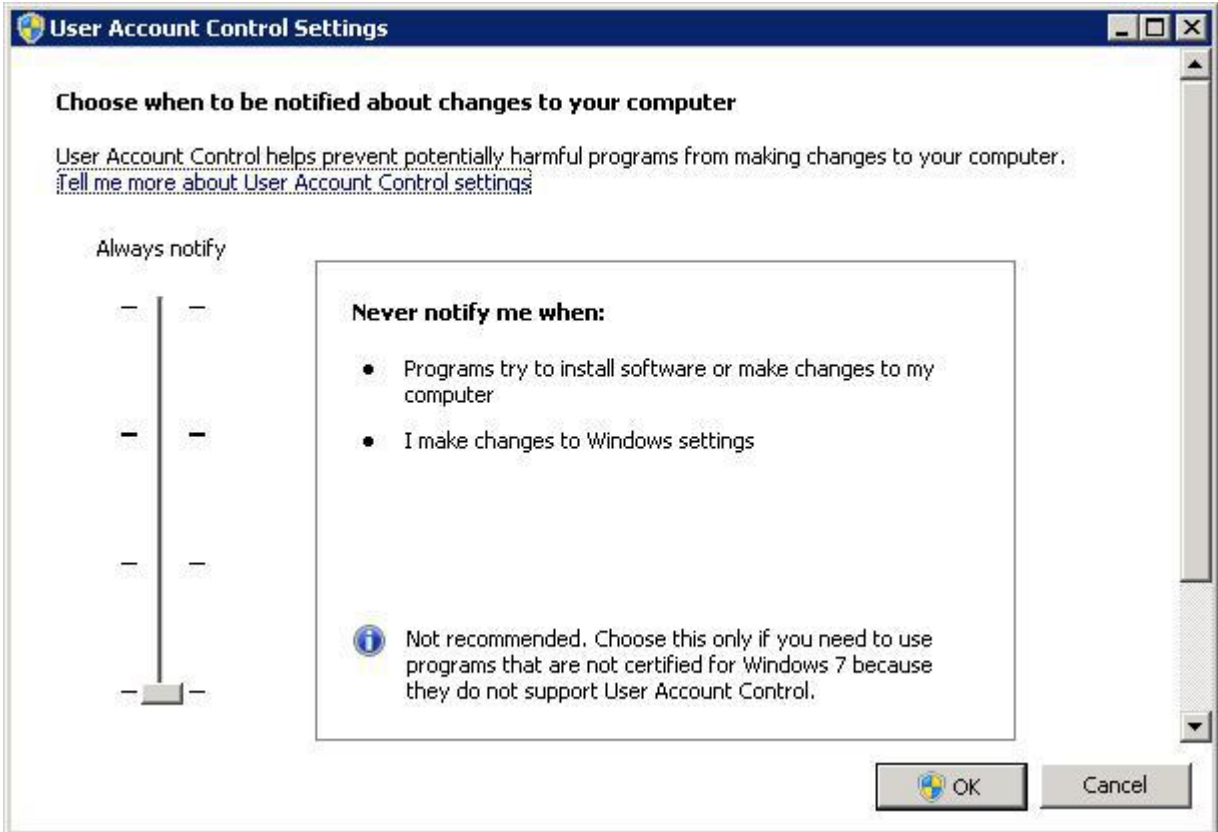 User Account Control Settings
Choose when to be notified about changes to your computer
User Account Control helps prevent potentially harmful programs from making changes to your computer.
Tell me more about User Account Control settings
Always notify
Never notify me when:
• Programs try to install software or make changes to my
computer
• I make changes to Windows settings
Not recommended. Choose this only if you need to use
programs that are not certified for Windows 7 because
they do not support User Account Control.
OK
Cancel